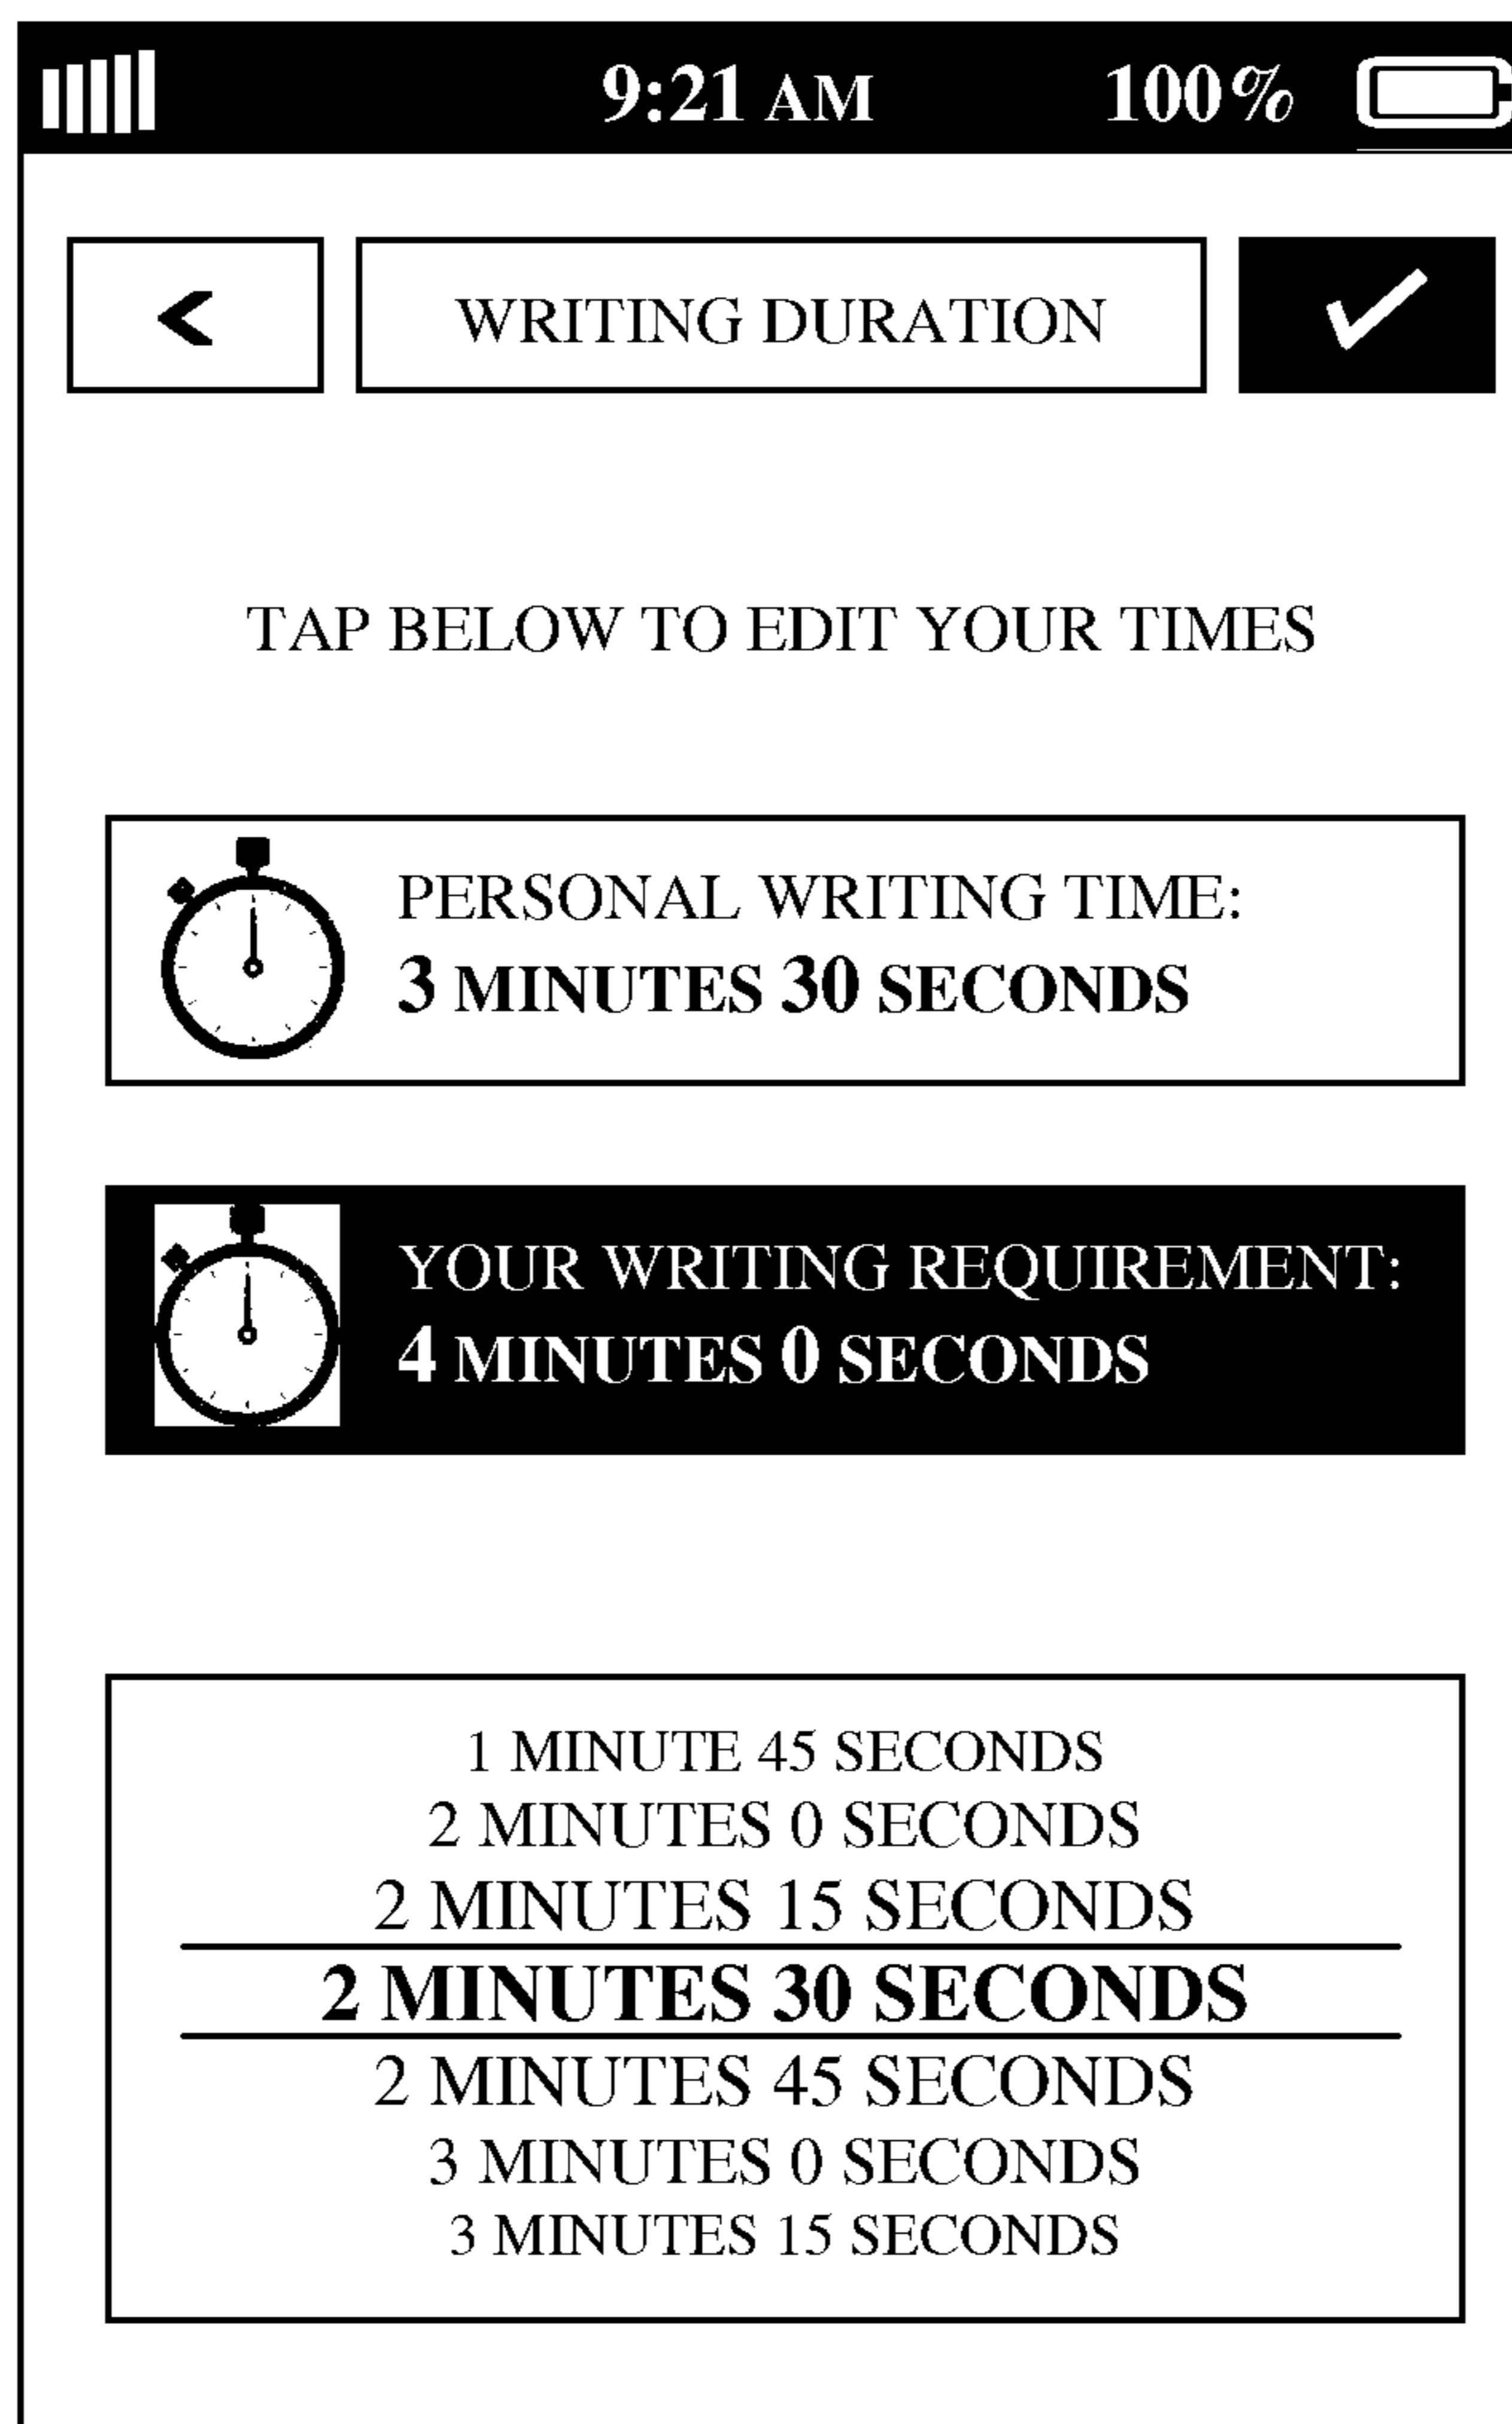 9:21 AM 100%
< WRITING DURATION
TAP BELOW TO EDIT YOUR TIMES
PERSONAL WRITING TIME:
3 MINUTES 30 SECONDS
YOUR WRITING REQUIREMENT:
4 MINUTES 0 SECONDS
1 MINUTE 45 SECONDS
2 MINUTES 0 SECONDS
2 MINUTES 15 SECONDS
2 MINUTES 30 SECONDS
2 MINUTES 45 SECONDS
3 MINUTES 0 SECONDS
3 MINUTES 15 SECONDS